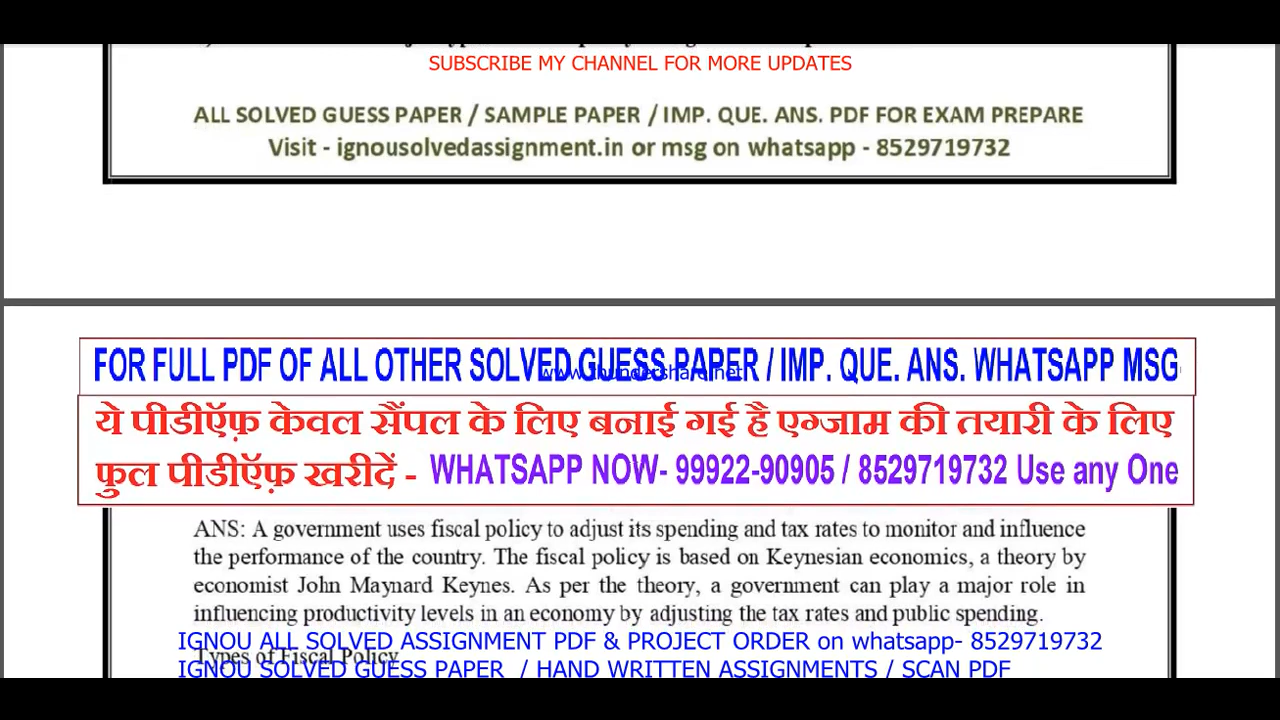 SUBSCRIBE MY CHANNEL FOR MORE UPDATES
ALL SOLVED GUESS PAPER / SAMPLE PAPER / IMP. QUE. ANS. PDF FOR EXAM PREPARE
Visit - ignousolvedassignment.in or msg on whatsapp - 8529719732
FOR FULL PDF OF ALL OTHER SOLVED GUESS PAPER / IMP. QUE. ANS. WHATSAPP MSG
www.thundershare.net
ये पीडीऍफ़ केवल सैंपल के लिए बनाई गई है एग्जाम की तयारी के लिए
फुल पीडीऍफ़ खरीदें - WHATSAPP NOW- 99922-90905 / 8529719732 Use any One
ANS: A government uses fiscal policy to adjust its spending and tax rates to monitor and influence
the performance of the country. The fiscal policy is based on Keynesian economics, a theory by
economist John Maynard Keynes. As per the theory, a government can play a major role in
influencing productivity levels in an economy by adjusting the tax rates and public spending.
IGNOU ALL SOLVED ASSIGNMENT PDF & PROJECT ORDER on whatsapp- 8529719732
Types of Fiscal Policy
IGNOU SOLVED GUESS PAPER / HAND WRITTEN ASSIGNMENTS / SCAN PDF